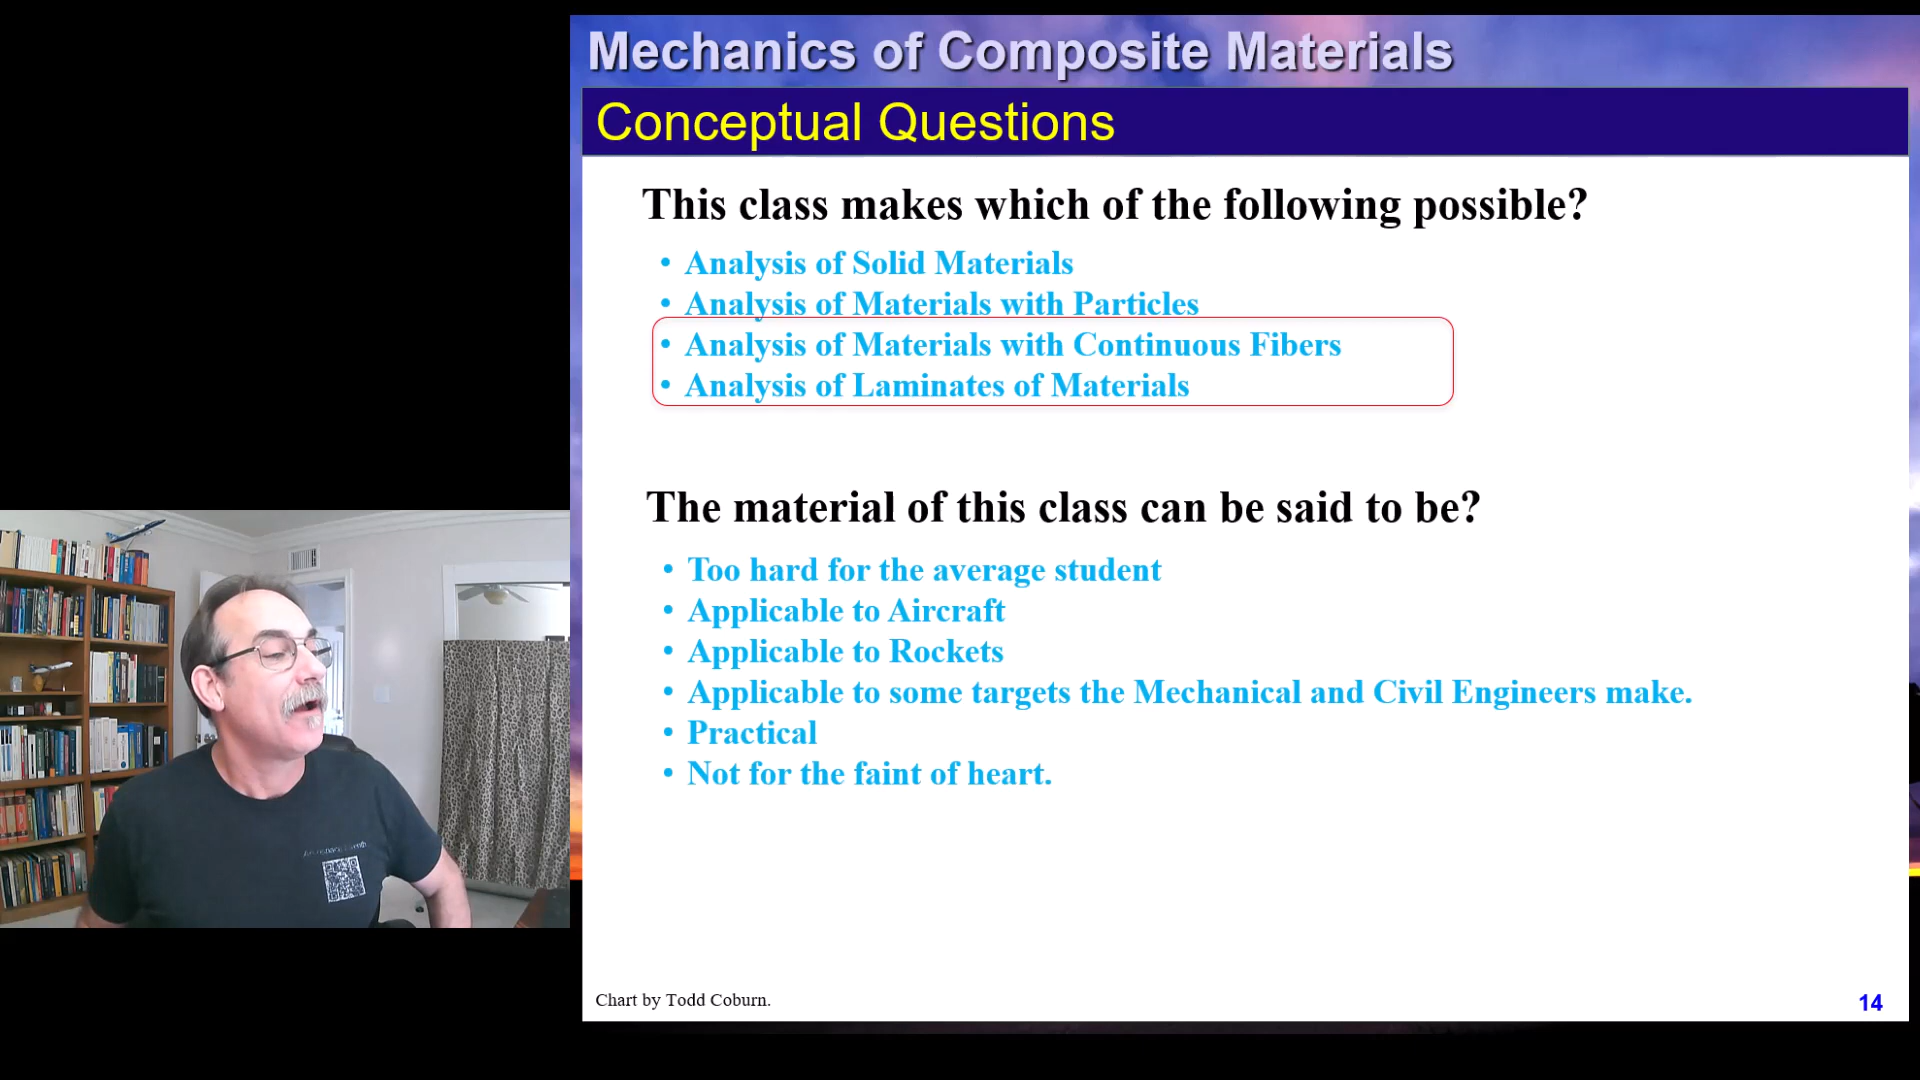 Mechanics of Composite Materials
Conceptual Questions
This class makes which of the following possible?
• Analysis of Solid Materials
• Analysis of Materials with Particles
• Analysis of Materials with Continuous Fibers
• Analysis of Laminates of Materials
The material of this class can be said to be?
• Too hard for the average student
• Applicable to Aircraft
• Applicable to Rockets
• Applicable to some targets the Mechanical and Civil Engineers make.
• Practical
• Not for the faint of heart.
Chart by Todd Coburn.
14